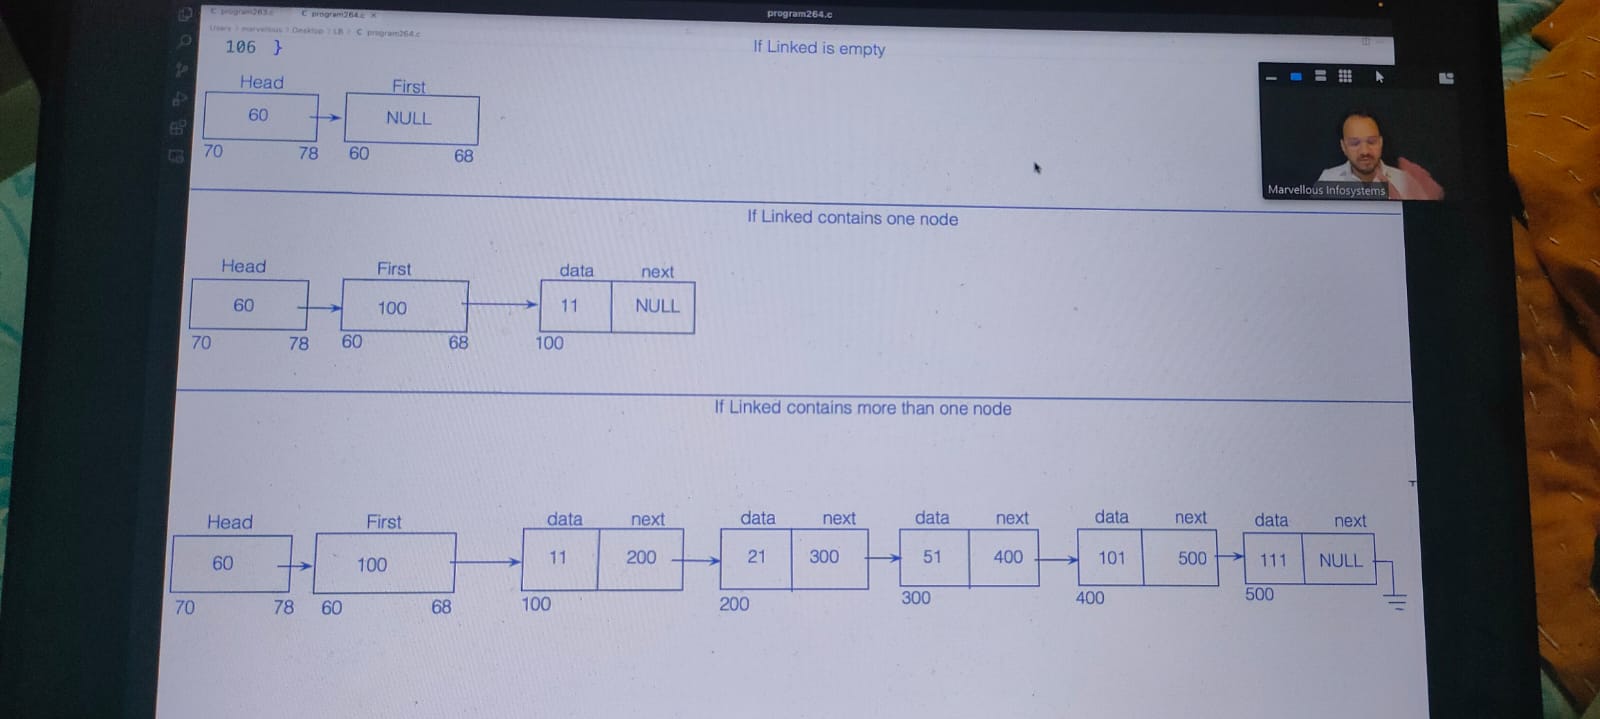 program263.c
program264.c
program264.c
Users
marvellous
Desktop
LB
C program264.c
106 }
If Linked is empty
Head
First
60
NULL
70
78
60
68
Marvellous Infosystems
If Linked contains one node
Head
First
data
next
60
100
11
NULL
70
78
60
68
100
If Linked contains more than one node
Head
First
data
next
data
next
data
next
data
next
data
next
60
100
11
200
21
300
51
400
101
500
111
NULL
70
78
60
68
100
200
300
400
500